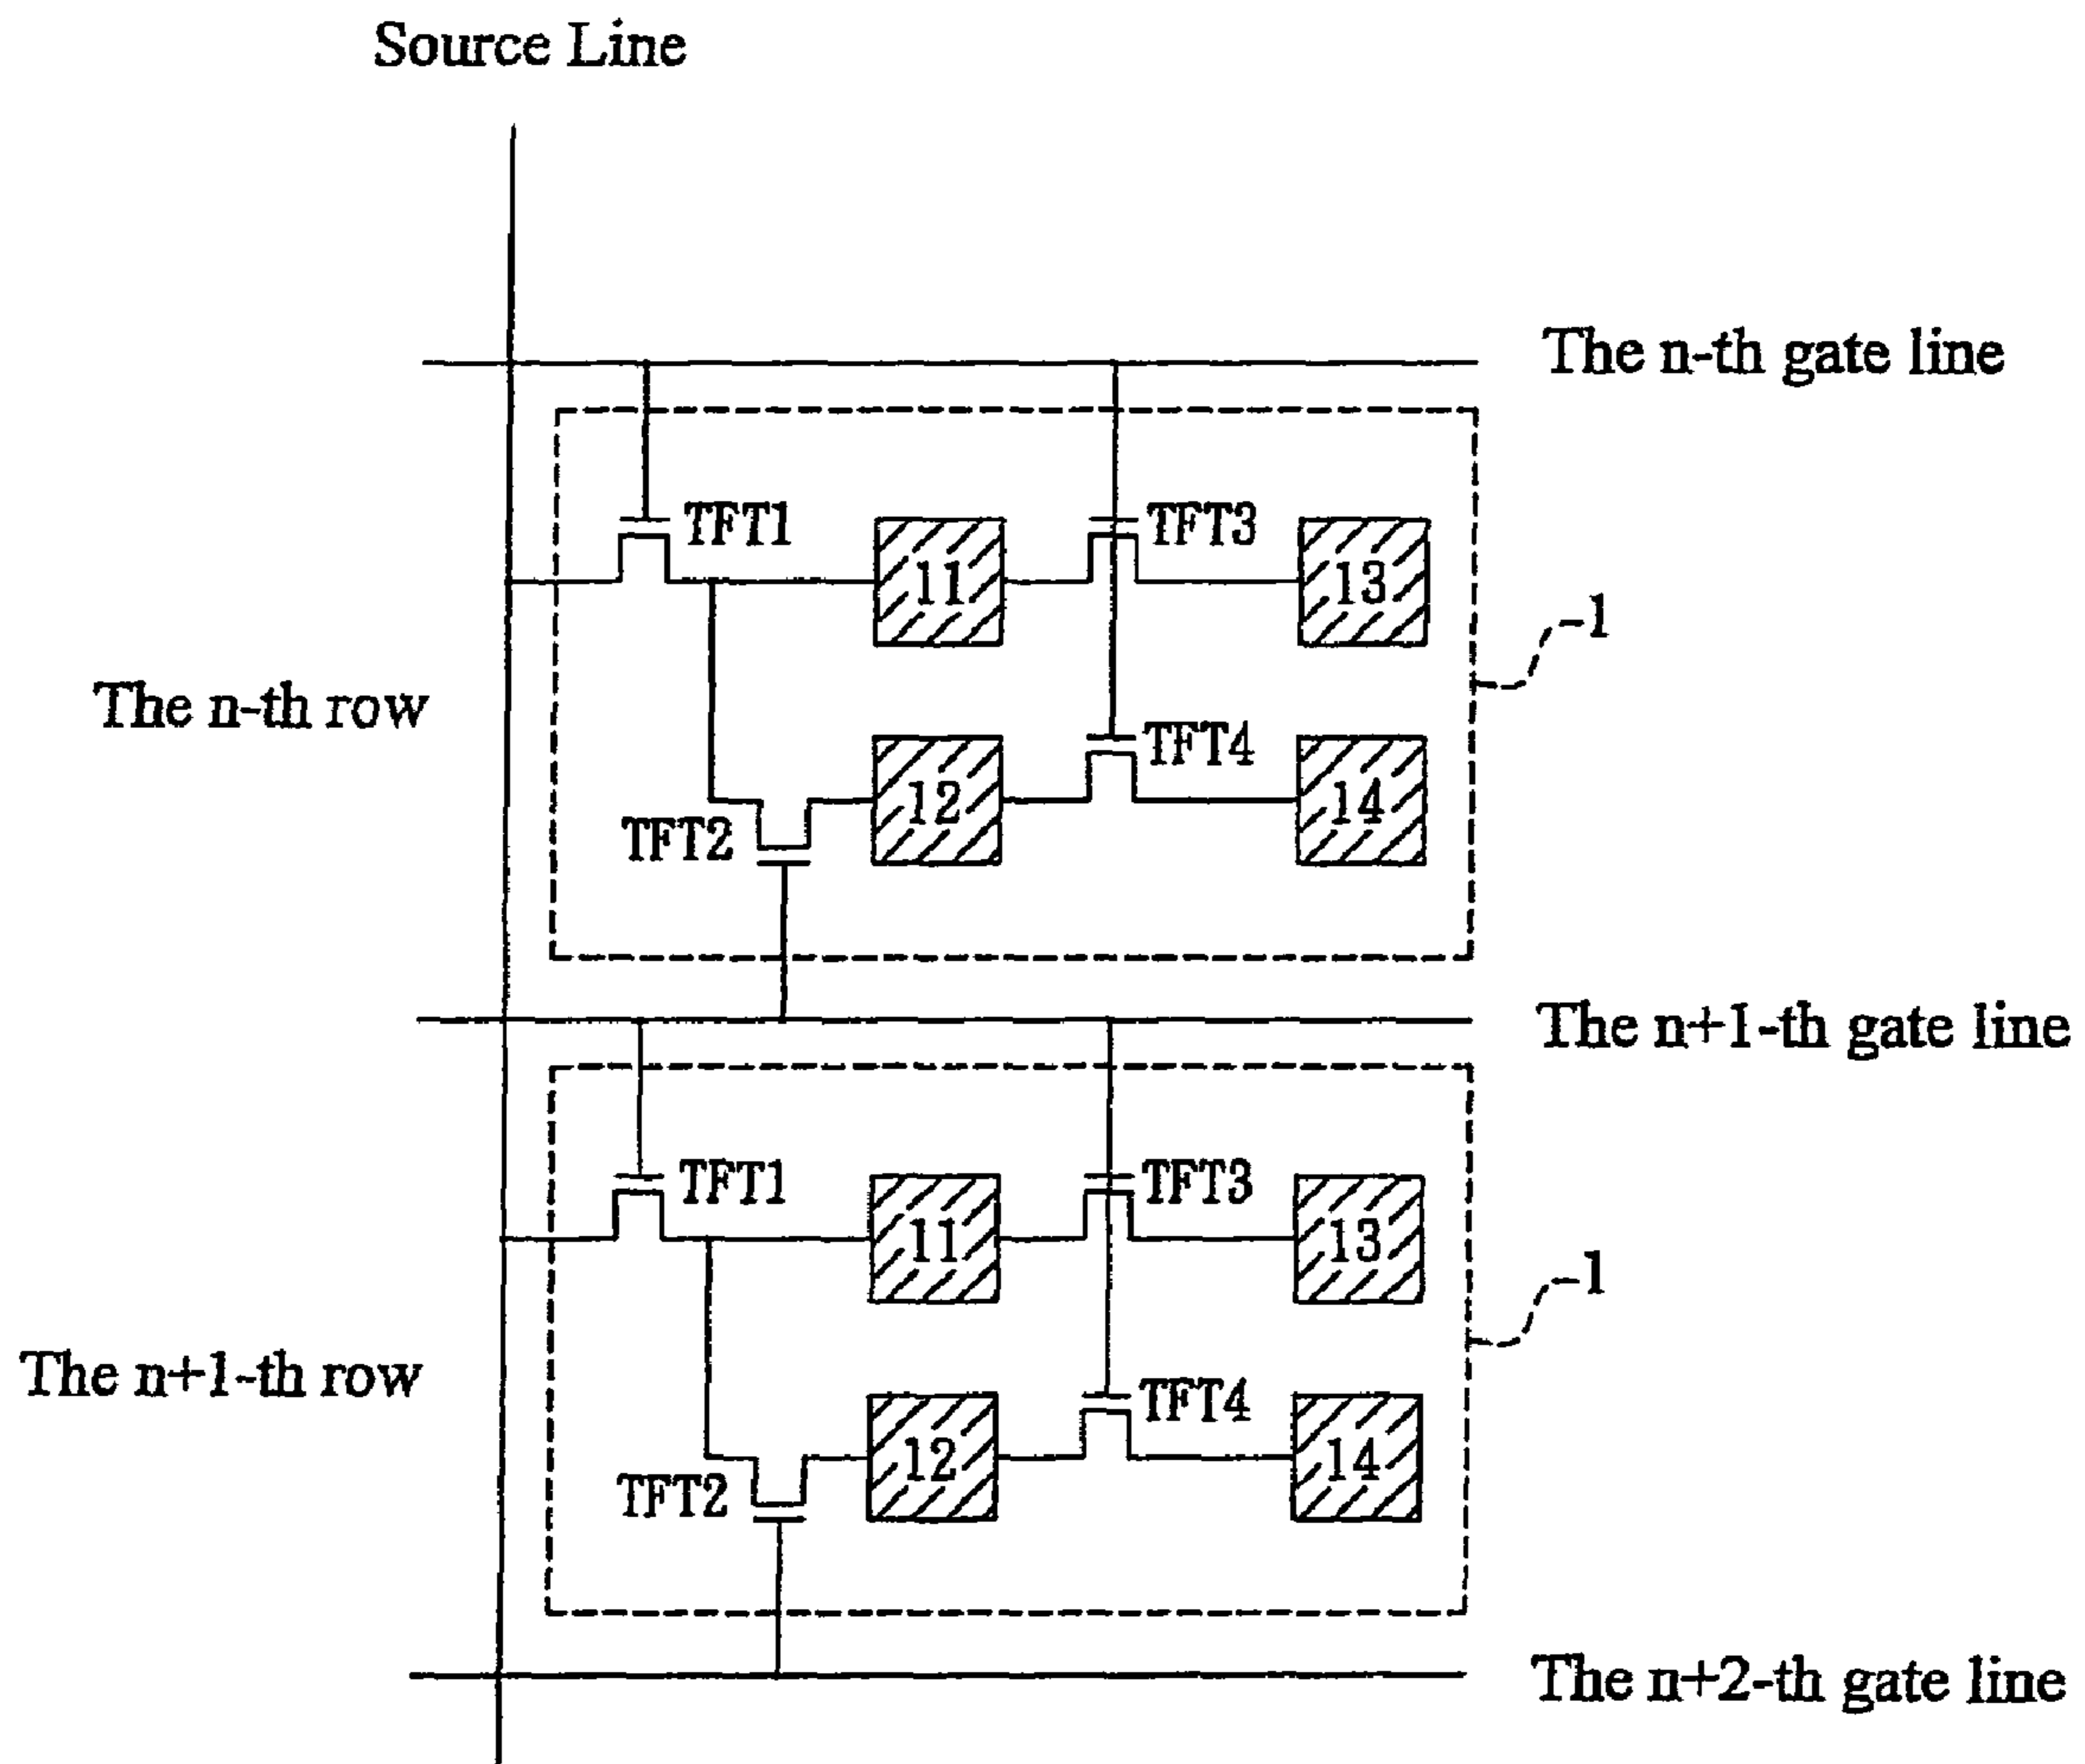 Source Line
The n-th gate line
TFT1
TFT3
11
13
1
The n-th row
TFT4
12
14
TFT2
The n+1-th gate line
TFT1
TFT3
11
13
1
The n+1-th row
TFT4
12
14
TFT2
The n+2-th gate line